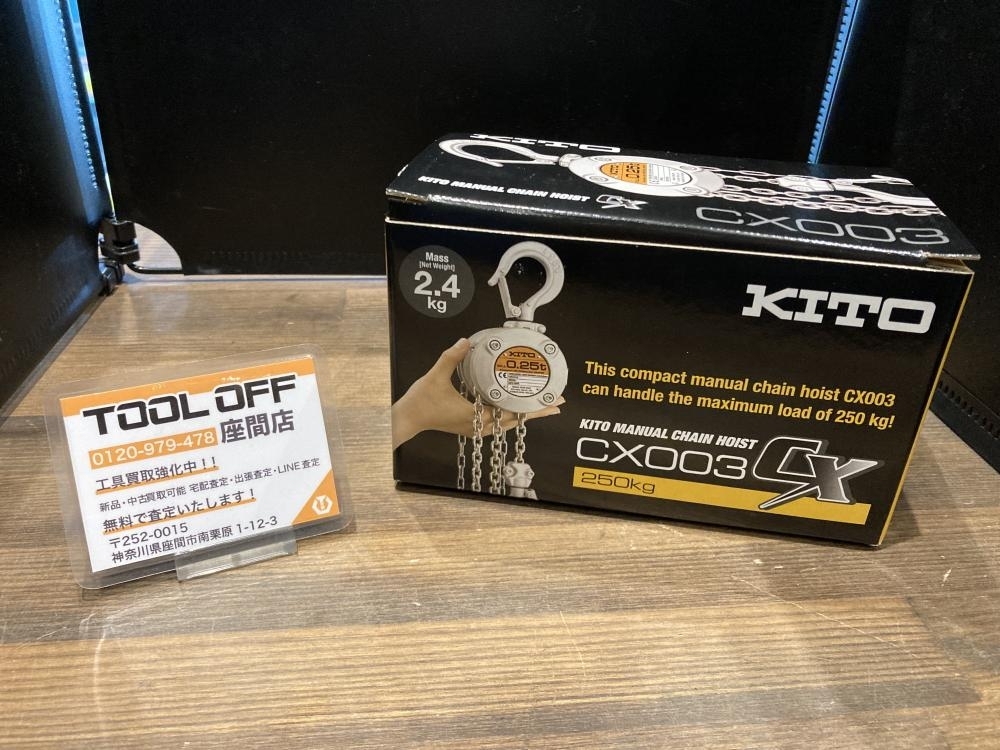 TOOL OFF
0120-979-478 座間店
工具買取強化中！！
新品・中古買取可能 宅配査定・出張査定・LINE査定
無料で査定いたします！
〒252-0015
神奈川県座間市南栗原 1-12-3
KITO
KITO MANUAL CHAIN HOIST CX
CX003
0.25t
Mass
[Net Weight]
2.4
kg
KITO
0.25t
KITO
This compact manual chain hoist CX003
can handle the maximum load of 250 kg!
KITO MANUAL CHAIN HOIST
CX003 CX
250kg